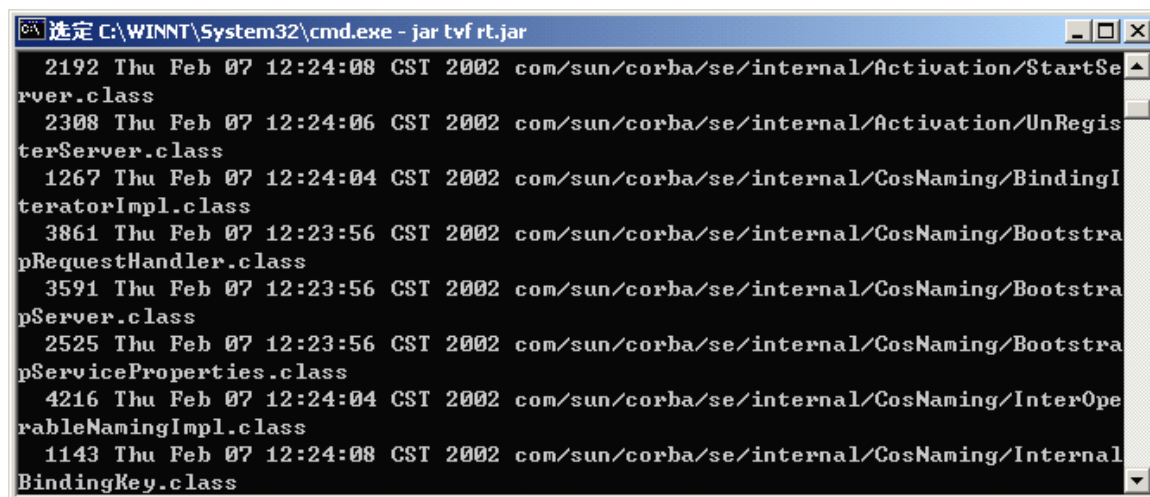 选定 C:\WINNT\System32\cmd.exe - jar tvf rt.jar
2192 Thu Feb 07 12:24:08 CST 2002 com/sun/corba/se/internal/Activation/StartSe
rver.class
2308 Thu Feb 07 12:24:06 CST 2002 com/sun/corba/se/internal/Activation/UnRegis
terServer.class
1267 Thu Feb 07 12:24:04 CST 2002 com/sun/corba/se/internal/CosNaming/BindingI
teratorImpl.class
3861 Thu Feb 07 12:23:56 CST 2002 com/sun/corba/se/internal/CosNaming/Bootstra
pRequestHandler.class
3591 Thu Feb 07 12:23:56 CST 2002 com/sun/corba/se/internal/CosNaming/Bootstra
pServer.class
2525 Thu Feb 07 12:23:56 CST 2002 com/sun/corba/se/internal/CosNaming/Bootstra
pServiceProperties.class
4216 Thu Feb 07 12:24:04 CST 2002 com/sun/corba/se/internal/CosNaming/InterOpe
rableNamingImpl.class
1143 Thu Feb 07 12:24:08 CST 2002 com/sun/corba/se/internal/CosNaming/Internal
BindingKey.class